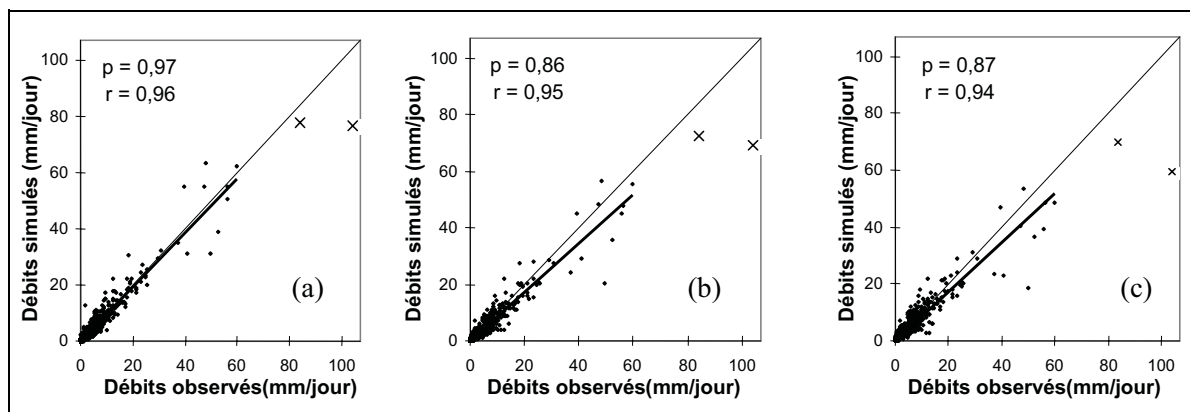 100
80
60
40
20
0
Débits simulés (mm/jour)
p = 0,97
r = 0,96
(a)
0 20 40 60 80 100
Débits observés(mm/jour)
100
80
60
40
20
0
Débits simulés (mm/jour)
p = 0,86
r = 0,95
(b)
0 20 40 60 80 100
Débits observés(mm/jour)
100
80
60
40
20
0
Débits simulés (mm/jour)
p = 0,87
r = 0,94
(c)
0 20 40 60 80 100
Débits observés(mm/jour)